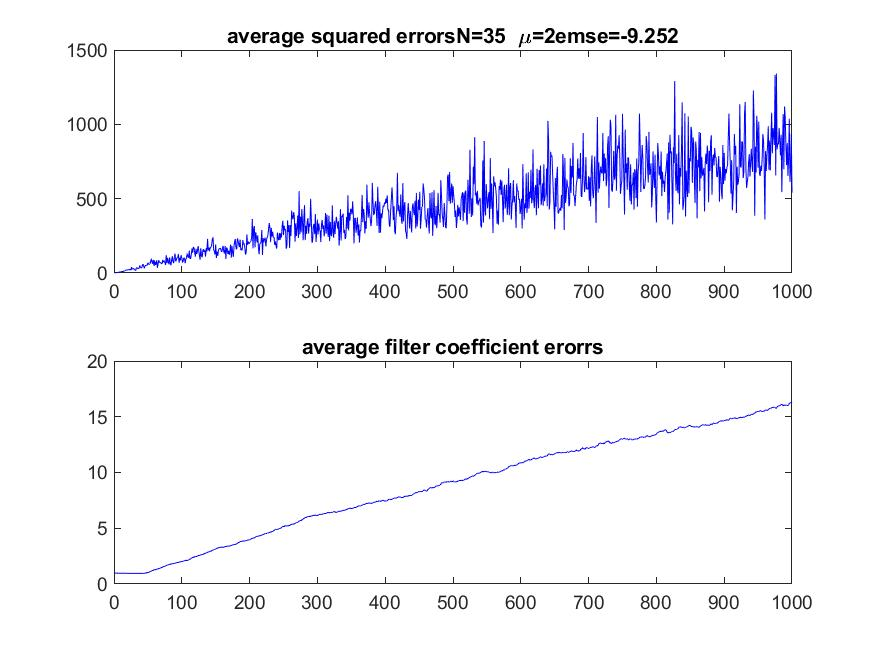 average squared errorsN=35 μ=2emse=-9.252
1500
1000
500
0
0 100 200 300 400 500 600 700 800 900 1000
average filter coefficient erorrs
20
15
10
5
0
0 100 200 300 400 500 600 700 800 900 1000